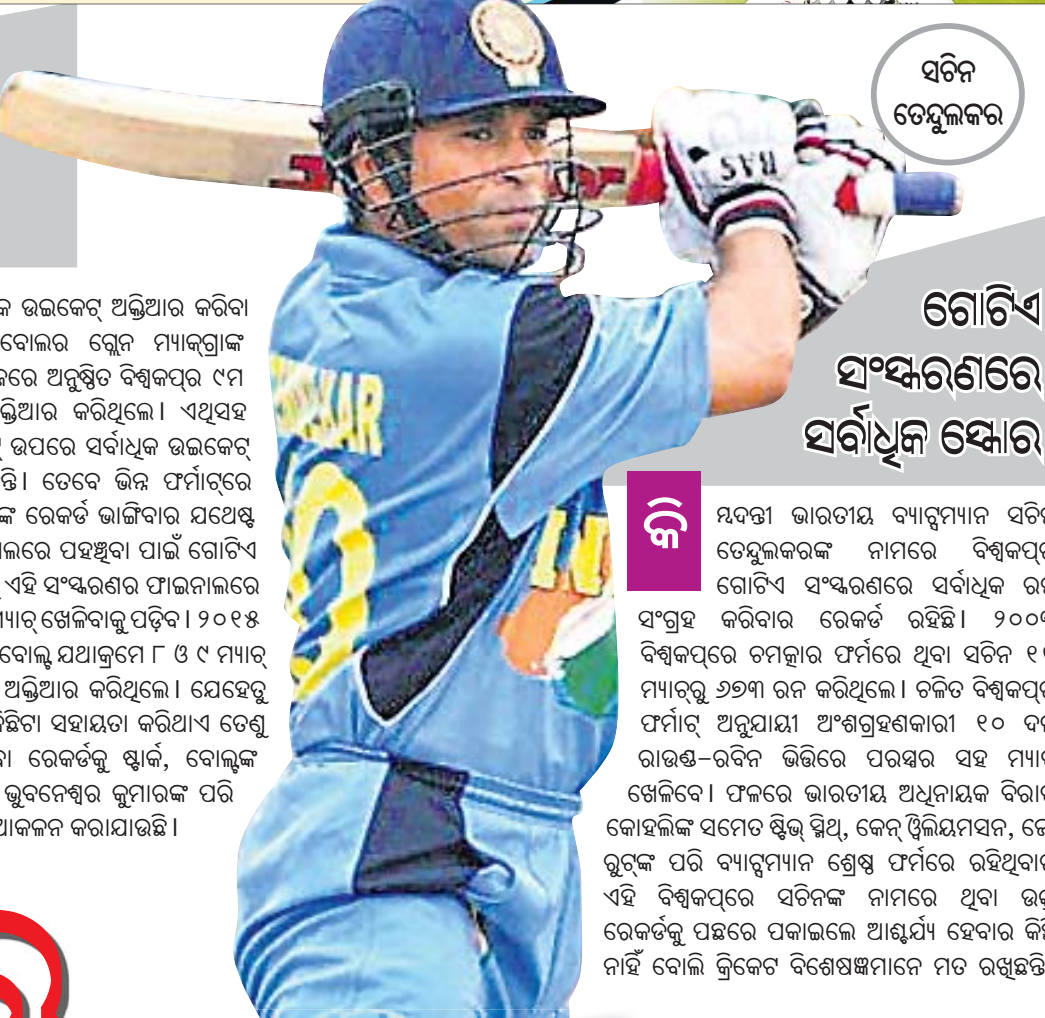 ସଚିନ
ତେନ୍ଦୁଲକର
RAS
ଉଇକେଟ୍ ଅକ୍ତିଆର କରିବା
ବୋଲର ଗ୍ଲେନ ମ୍ୟାକ୍‌ଗ୍ରାଙ୍କ
ଅନୁଷ୍ଠିତ ବିଶ୍ୱକପ୍‌ର ୯ମ
କରିଥିଲେ। ଏଥିସହ
ଉପରେ ସର୍ବାଧିକ ଉଇକେଟ୍
ତେବେ ଭିନ୍ନ ଫର୍ମାଟ୍‌ରେ
ରେକର୍ଡ ଭାଙ୍ଗିବାର ଯଥେଷ୍ଟ
ପହଞ୍ଚିବା ପାଇଁ ଗୋଟିଏ
ଏହି ସଂସ୍କରଣର ଫାଇନାଲରେ
ମ୍ୟାଚ୍ ଖେଳିବାକୁ ପଡ଼ିବ। ୨୦୧୫
ବୋଲ୍ଟ ଯଥାକ୍ରମେ ୮ ଓ ୯ ମ୍ୟାଚ୍
ଅକ୍ତିଆର କରିଥିଲେ। ଯେହେତୁ
ସହାୟତା କରିଥାଏ ତେଣୁ
ରେକର୍ଡକୁ ଷ୍ଟାର୍କ, ବୋଲ୍ଟଙ୍କ
ଭୁବନେଶ୍ୱର କୁମାରଙ୍କ ପରି
ଆକଳନ କରାଯାଉଛି।
ଗୋଟିଏ
ସଂସ୍କରଣରେ
ସର୍ବାଧିକ ସ୍କୋର
କିମ୍ବଦନ୍ତୀ ଭାରତୀୟ ବ୍ୟାଟ୍ସମ୍ୟାନ ସଚିନ
ତେନ୍ଦୁଲକରଙ୍କ ନାମରେ ବିଶ୍ୱକପ୍‌ର
ଗୋଟିଏ ସଂସ୍କରଣରେ ସର୍ବାଧିକ ରନ
ସଂଗ୍ରହ କରିବାର ରେକର୍ଡ ରହିଛି।
ବିଶ୍ୱକପ୍‌ରେ ଚମତ୍କାର ଫର୍ମରେ ଥିବା ସଚିନ
ମ୍ୟାଚ୍‌ରୁ ୬୭୩ ରନ କରିଥିଲେ। ଚଳିତ ବିଶ୍ୱକପ୍‌ର
ଫର୍ମାଟ୍ ଅନୁଯାୟୀ ଅଂଶଗ୍ରହଣକାରୀ ୧୦ ଦଳ
ରାଉଣ୍ଡ-ରବିନ ଭିତ୍ତିରେ ପରସ୍ପର ସହ ମ୍ୟାଚ
ଖେଳିବେ। ଫଳରେ ଭାରତୀୟ ଅଧିନାୟକ ବିରାଟ
କୋହଲିଙ୍କ ସମେତ ଷ୍ଟିଭ୍ ସ୍ମିଥ୍, କେନ୍ ୱିଲିୟମସନ,
ରୁଟ୍‌ଙ୍କ ପରି ବ୍ୟାଟ୍ସମ୍ୟାନ ଶ୍ରେଷ୍ଠ ଫର୍ମରେ
ଏହି ବିଶ୍ୱକପ୍‌ରେ ସଚିନଙ୍କ ନାମରେ ଥିବା
ରେକର୍ଡକୁ ପଛରେ ପକାଇଲେ ଆଶ୍ଚର୍ଯ୍ୟ ହେବାର
ନାହିଁ ବୋଲି କ୍ରିକେଟ ବିଶେଷଜ୍ଞମାନେ ମତ ରଖିଛନ୍ତି